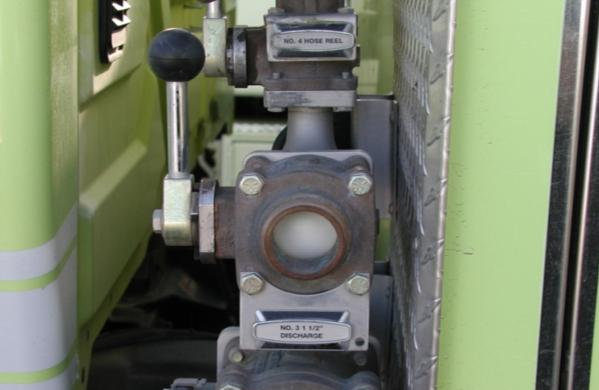 NO. 4 HOSE REEL
NO. 3 1 1/2"
DISCHARGE